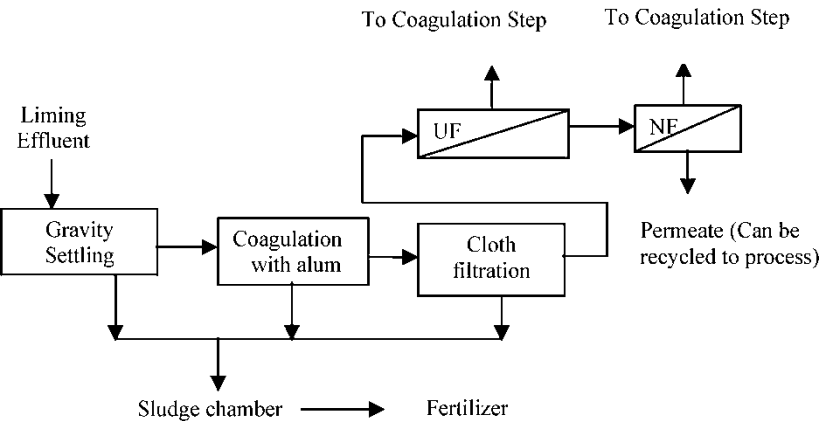 To Coagulation Step
To Coagulation Step
Liming
Effluent
UF
NF
Gravity
Settling
Coagulation
with alum
Cloth
filtration
Permeate (Can be
recycled to process)
Sludge chamber
Fertilizer